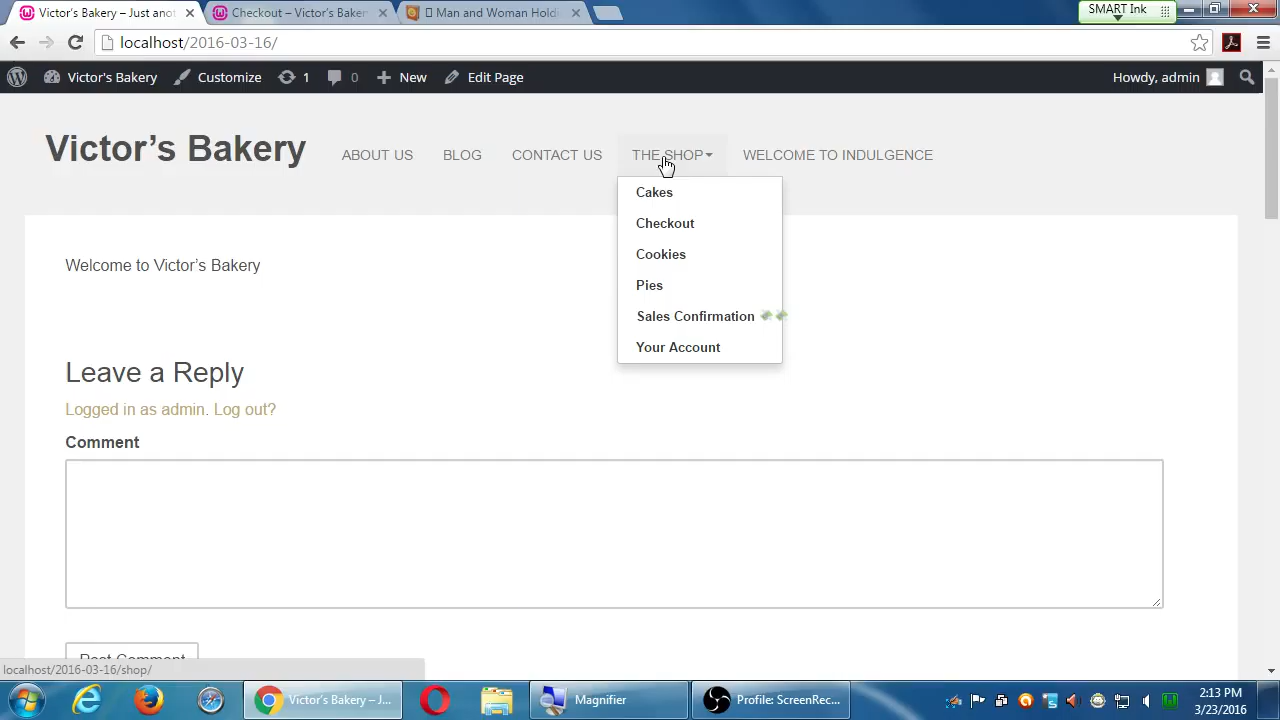 Victor's Bakery – Just anot
Checkout – Victor's Baker
Man and Woman Holdi
SMART Ink
localhost/2016-03-16/
Victor's Bakery
Customize
1
0
New
Edit Page
Howdy, admin
Victor's Bakery
ABOUT US
BLOG
CONTACT US
THE SHOP
WELCOME TO INDULGENCE
Cakes
Checkout
Cookies
Pies
Sales Confirmation
Your Account
Welcome to Victor's Bakery
Leave a Reply
Logged in as admin. Log out?
Comment
Post Comment
localhost/2016-03-16/shop/
Victor's Bakery – J...
Magnifier
Profile: ScreenRec...
2:13 PM
3/23/2016